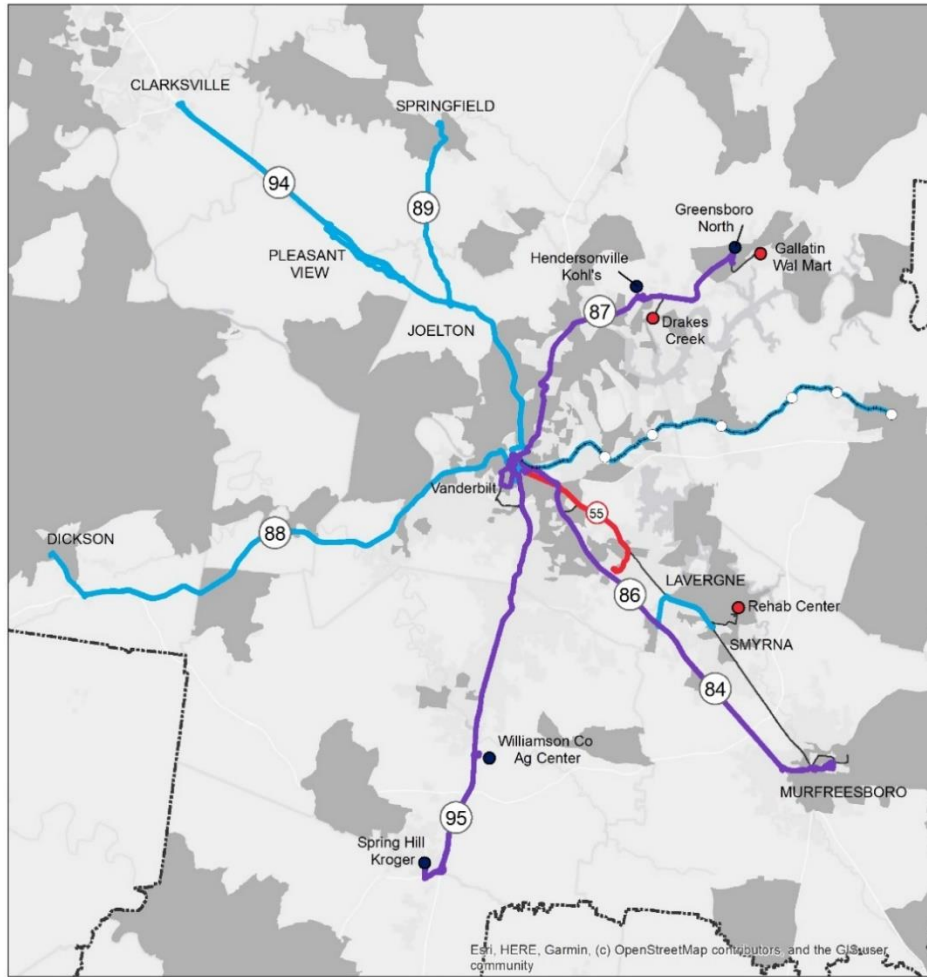 CLARKSVILLE
SPRINGFIELD
94
89
Greensboro
North
Gallatin
Wal Mart
PLEASANT
VIEW
Hendersonville
Kohl's
87
JOELTON
Drakes
Creek
Vanderbilt
55
88
DICKSON
LAVERGNE
86
Rehab Center
SMYRNA
84
Williamson Co
Ag Center
MURFREESBORO
95
Spring Hill
Kroger
Esri, HERE, Garmin, (c) OpenStreetMap contributors, and the GIS user
community